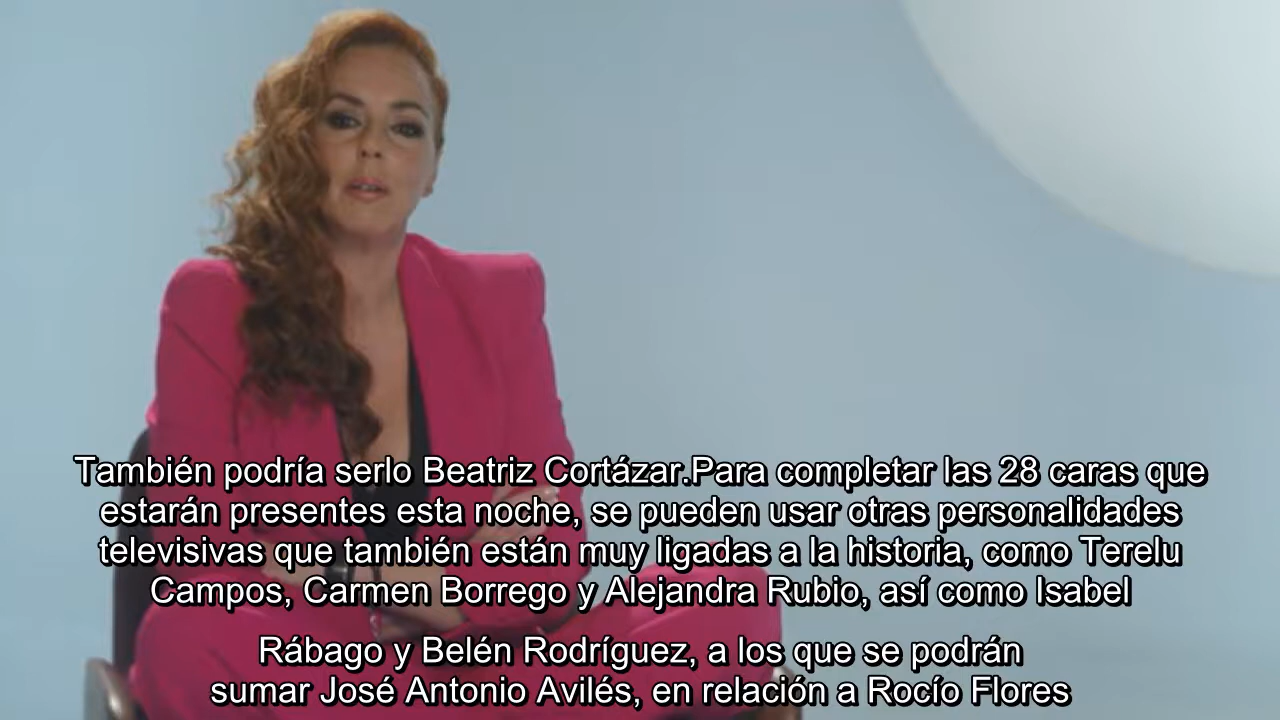 También podría serlo Beatriz Cortázar.Para completar las 28 caras que
estarán presentes esta noche, se pueden usar otras personalidades
televisivas que también están muy ligadas a la historia, como Terelu
Campos, Carmen Borrego y Alejandra Rubio, así como Isabel
Rábago y Belén Rodríguez, a los que se podrán
sumar José Antonio Avilés, en relación a Rocío Flores